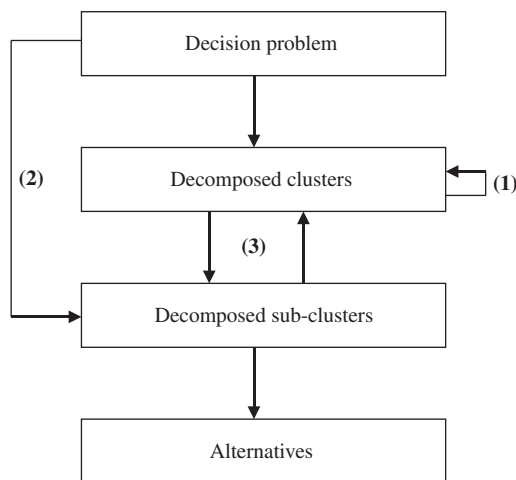 Decision problem
(2)
Decomposed clusters
(1)
(3)
Decomposed sub-clusters
Alternatives